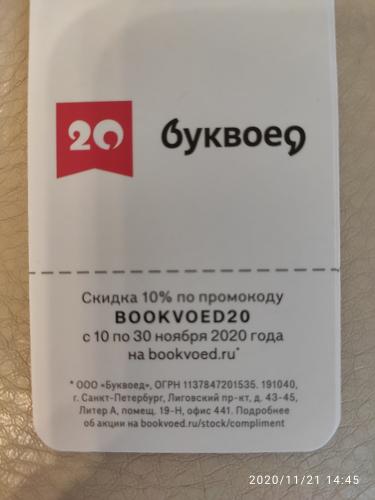 20 буквоед
Скидка 10% по промокоду
BOOKVOED20
с 10 по 30 ноября 2020 года
на bookvoed.ru*
* ООО «Буквоед», ОГРН 1137847201535. 191040,
г. Санкт-Петербург, Лиговский пр-кт, д. 43-45,
Литер А, помещ. 19-Н, офис 441. Подробнее
об акции на bookvoed.ru/stock/compliment
2020/11/21 14:45